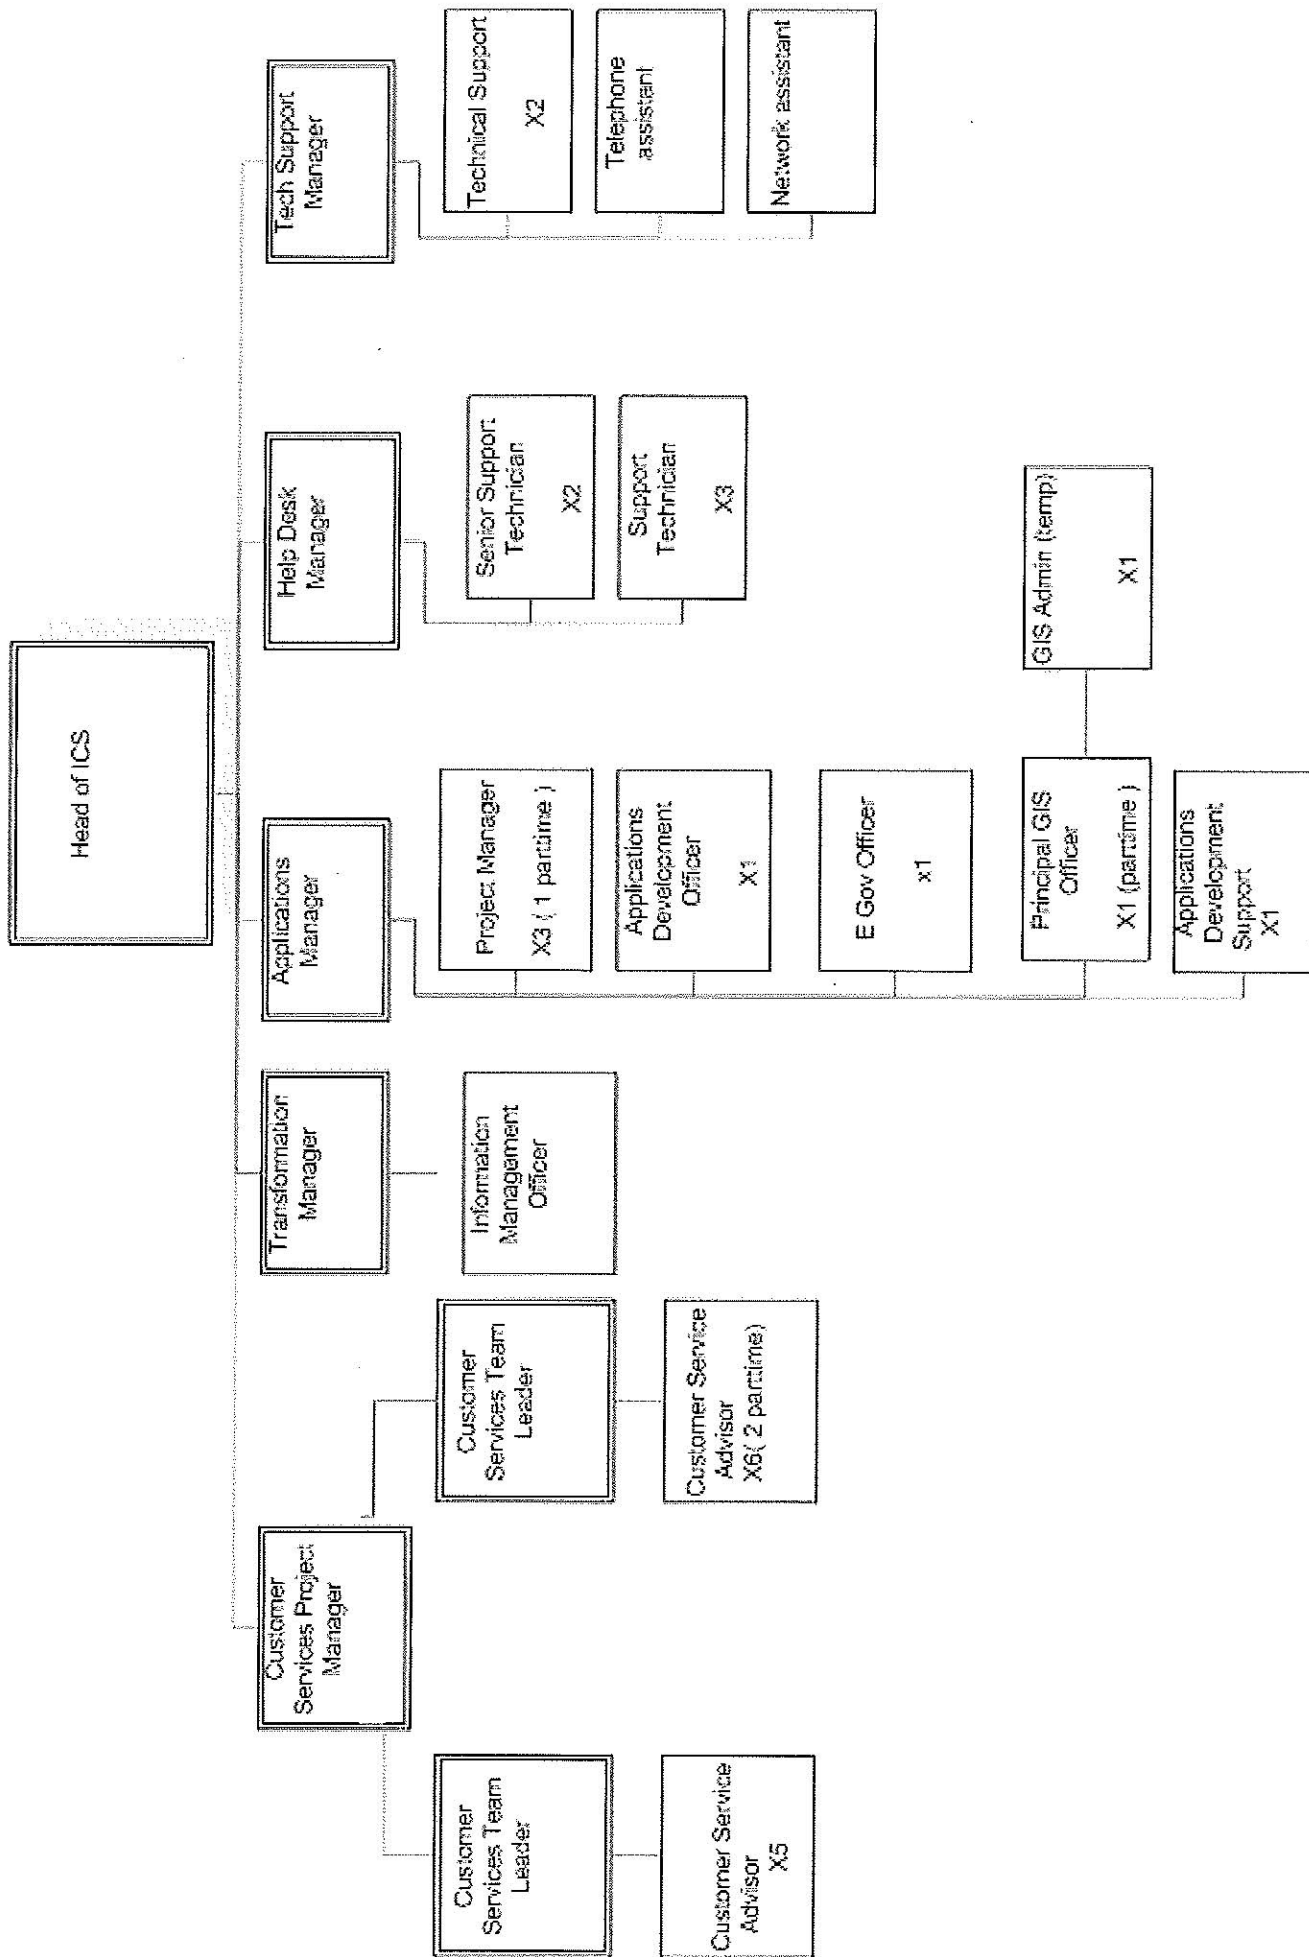 Head of ICS
Customer
Services Project
Manager
Transformation
Manager
Applications
Manager
Help Desk
Manager
Tech Support
Manager
Customer
Services Team
Leader
Customer Service
Advisor
X5
Customer
Services Team
Leader
Customer Service
Advisor
X6( 2 parttime)
Information
Management
Officer
Project Manager
X3 ( 1 parttime )
Applications
Development
Officer
X1
E Gov Officer
x1
Principal GIS
Officer
X1 (parttime )
GIS Admin (temp)
X1
Applications
Development
Support
X1
Senior Support
Technician
X2
Support
Technician
X3
Technical Support
X2
Telephone
assistant
Network assistant